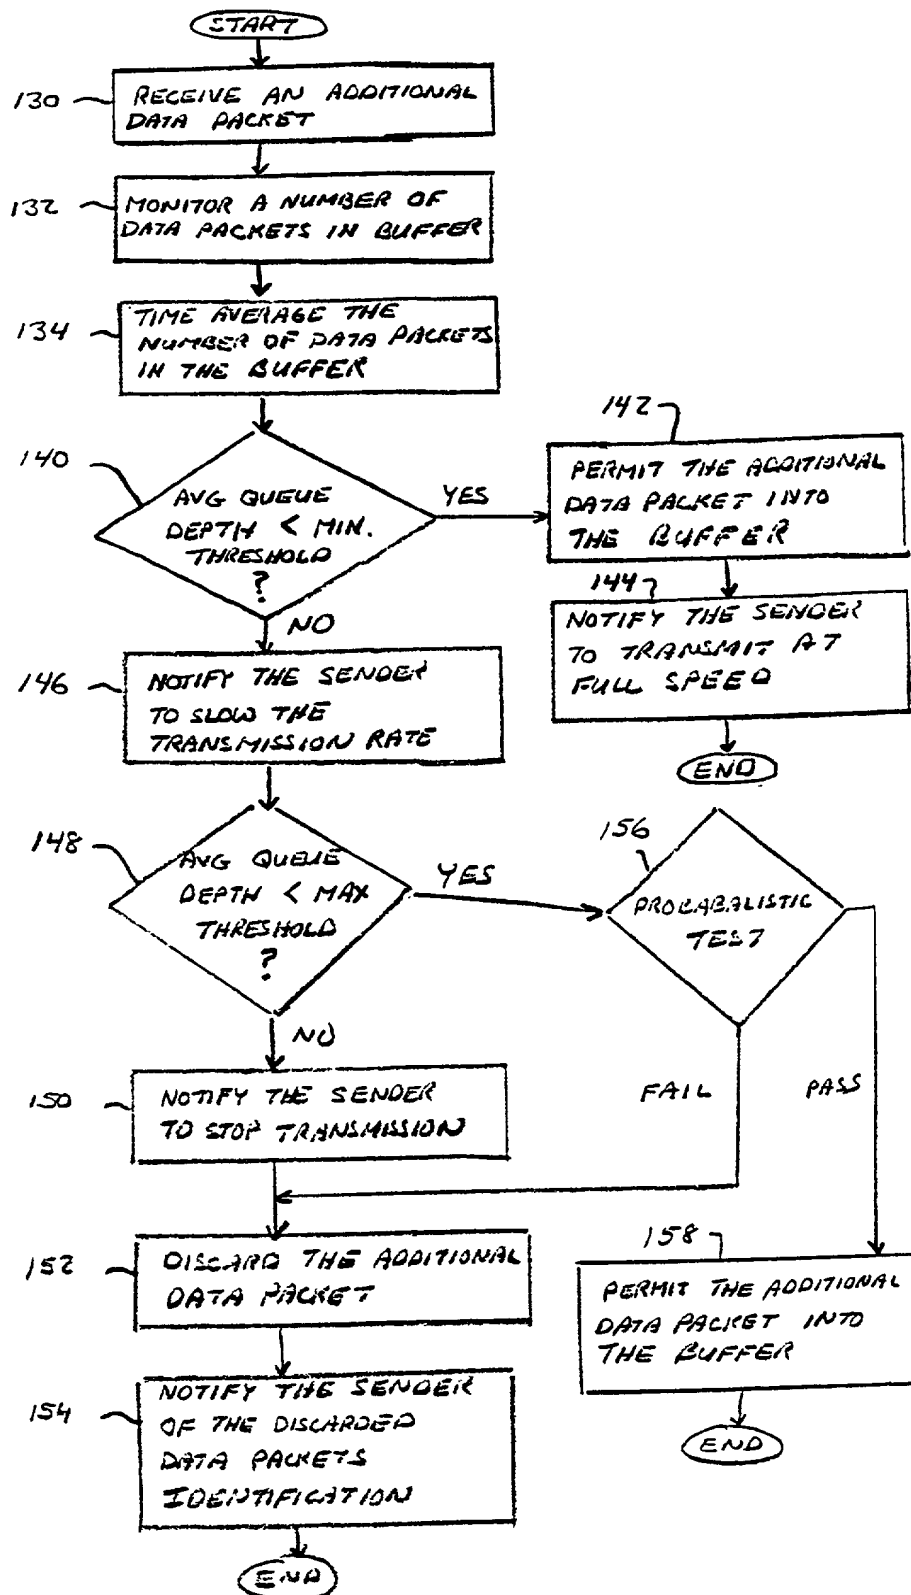 START
130
RECEIVE AN ADDITIONAL
DATA PACKET
132
MONITOR A NUMBER OF
DATA PACKETS IN BUFFER
134
TIME AVERAGE THE
NUMBER OF DATA PACKETS
IN THE BUFFER
140
AVG QUEUE
DEPTH < MIN.
THRESHOLD
?
YES
142
PERMIT THE ADDITIONAL
DATA PACKET INTO
THE BUFFER
144
NOTIFY THE SENDER
TO TRANSMIT AT
FULL SPEED
END
NO
146
NOTIFY THE SENDER
TO SLOW THE
TRANSMISSION RATE
148
AVG QUEUE
DEPTH < MAX
THRESHOLD
?
YES
156
PROBABALISTIC
TEST
NO
FAIL
PASS
150
NOTIFY THE SENDER
TO STOP TRANSMISSION
152
DISCARD THE ADDITIONAL
DATA PACKET
158
PERMIT THE ADDITIONAL
DATA PACKET INTO
THE BUFFER
END
154
NOTIFY THE SENDER
OF THE DISCARDED
DATA PACKETS
IDENTIFICATION
END